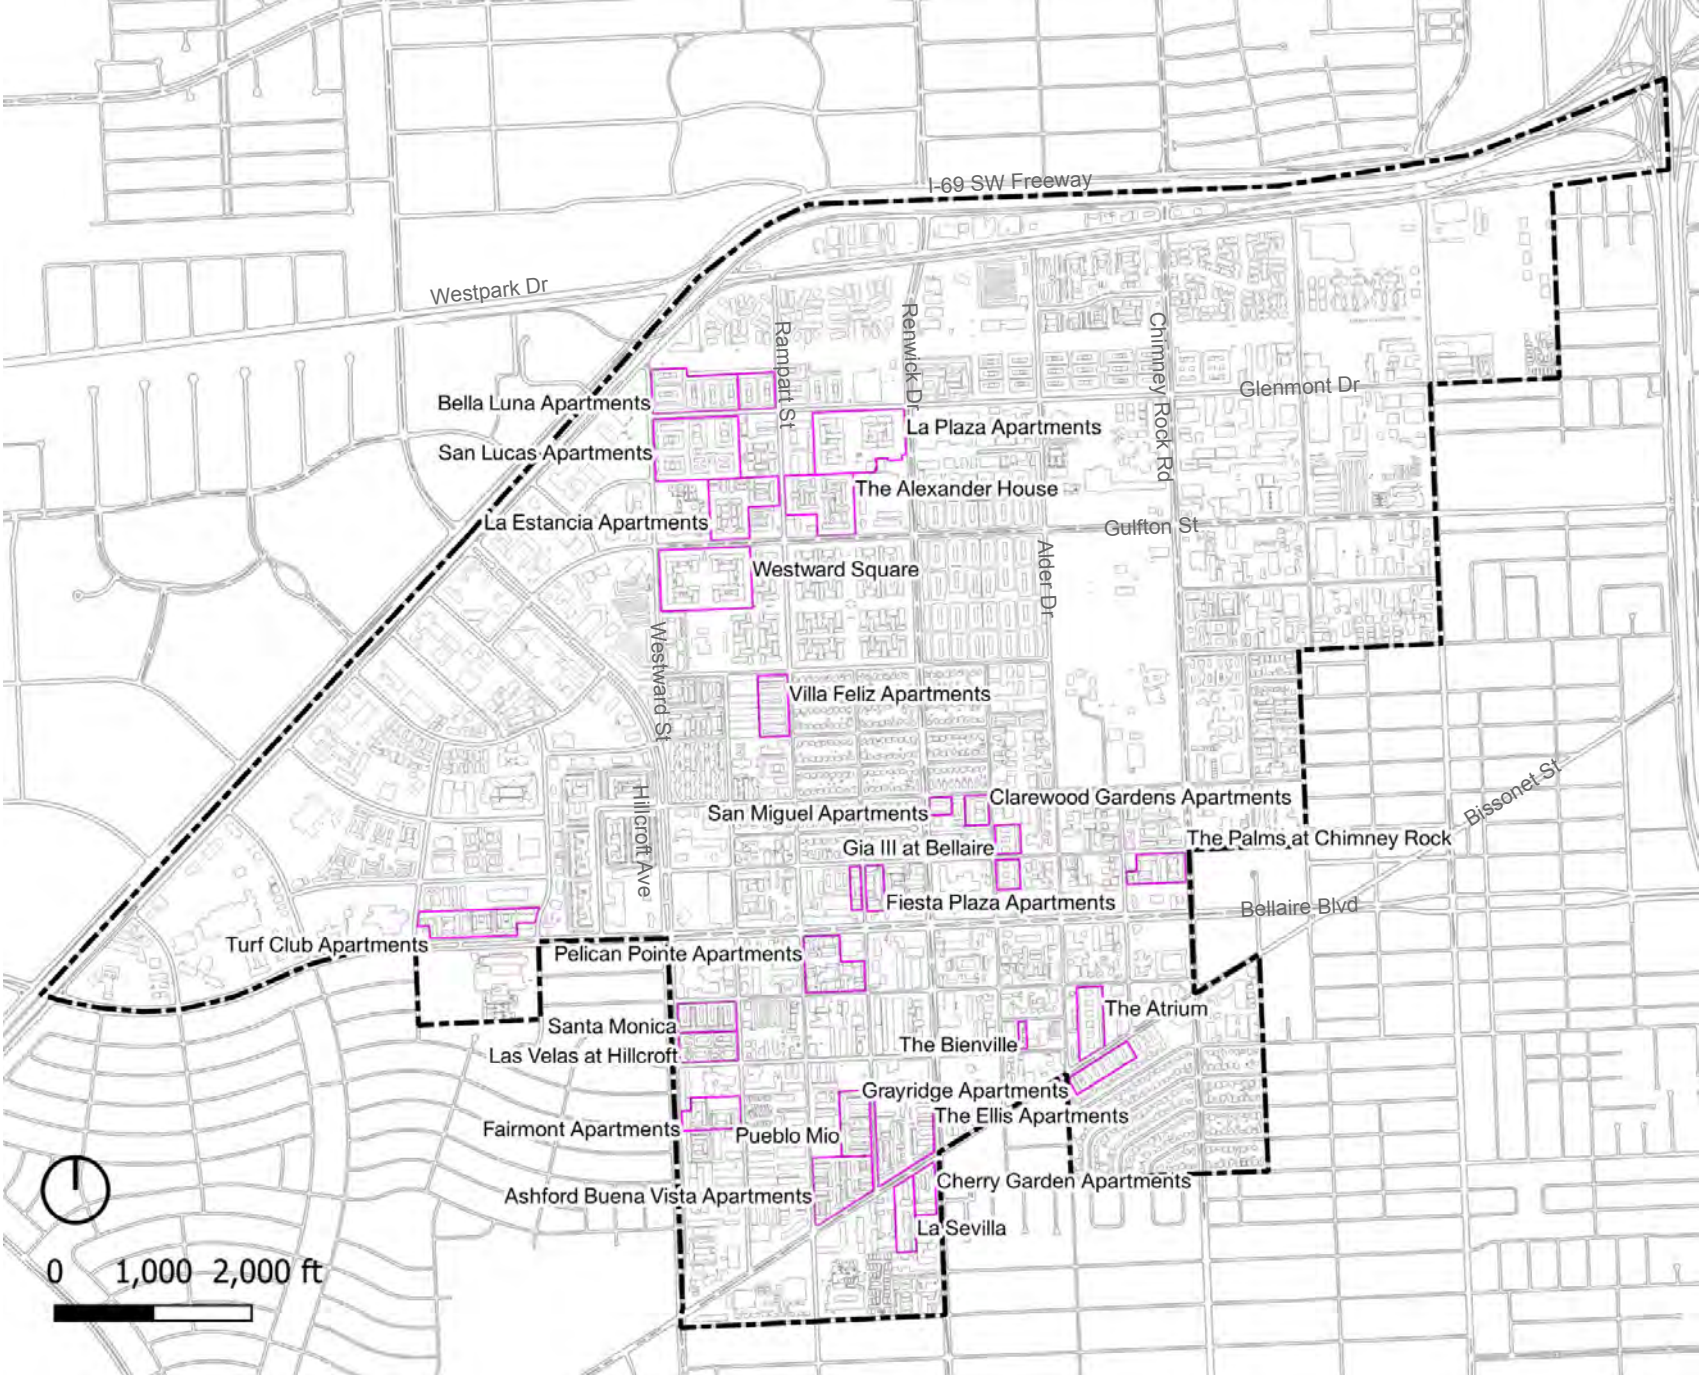 I-69 SW Freeway
Westpark Dr
Rampart St
Renwick Dr
Chimney Rock Rd
Glenmont Dr
Bella Luna Apartments
La Plaza Apartments
San Lucas Apartments
The Alexander House
La Estancia Apartments
Gulfton St
Alder Dr
Westward Square
Westward St
Villa Feliz Apartments
Hillcroft Ave
Clarewood Gardens Apartments
San Miguel Apartments
Bissonet St
The Palms at Chimney Rock
Gia III at Bellaire
Fiesta Plaza Apartments
Bellaire Blvd
Turf Club Apartments
Pelican Pointe Apartments
The Atrium
Santa Monica
The Bienville
Las Velas at Hillcroft
Grayridge Apartments
The Ellis Apartments
Fairmont Apartments
Pueblo Mio
Cherry Garden Apartments
Ashford Buena Vista Apartments
La Sevilla
0 1,000 2,000 ft